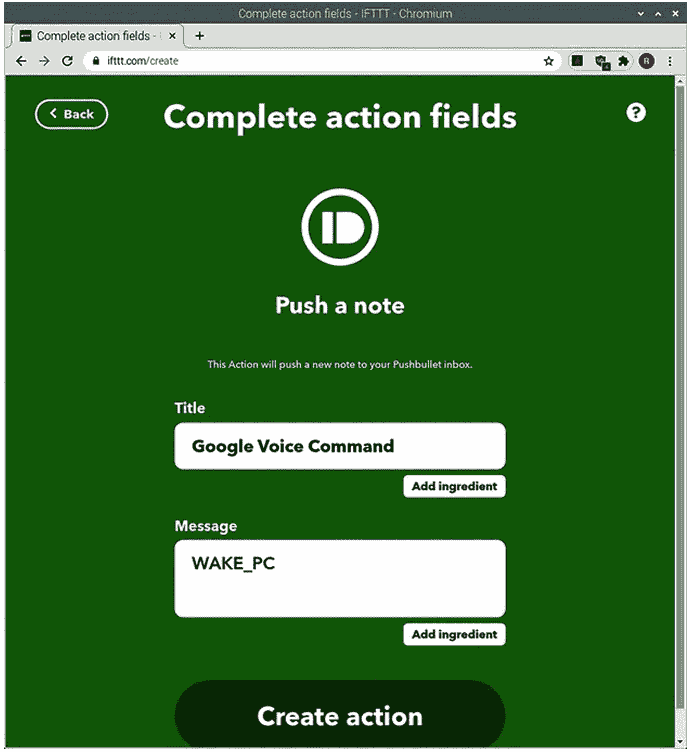 Complete action fields - IFTTT - Chromium
Complete action fields - I
ifttt.com/create
R
Back
Complete action fields
?
Push a note
This Action will push a new note to your Pushbullet inbox.
Title
Google Voice Command
Add ingredient
Message
WAKE_PC
Add ingredient
Create action